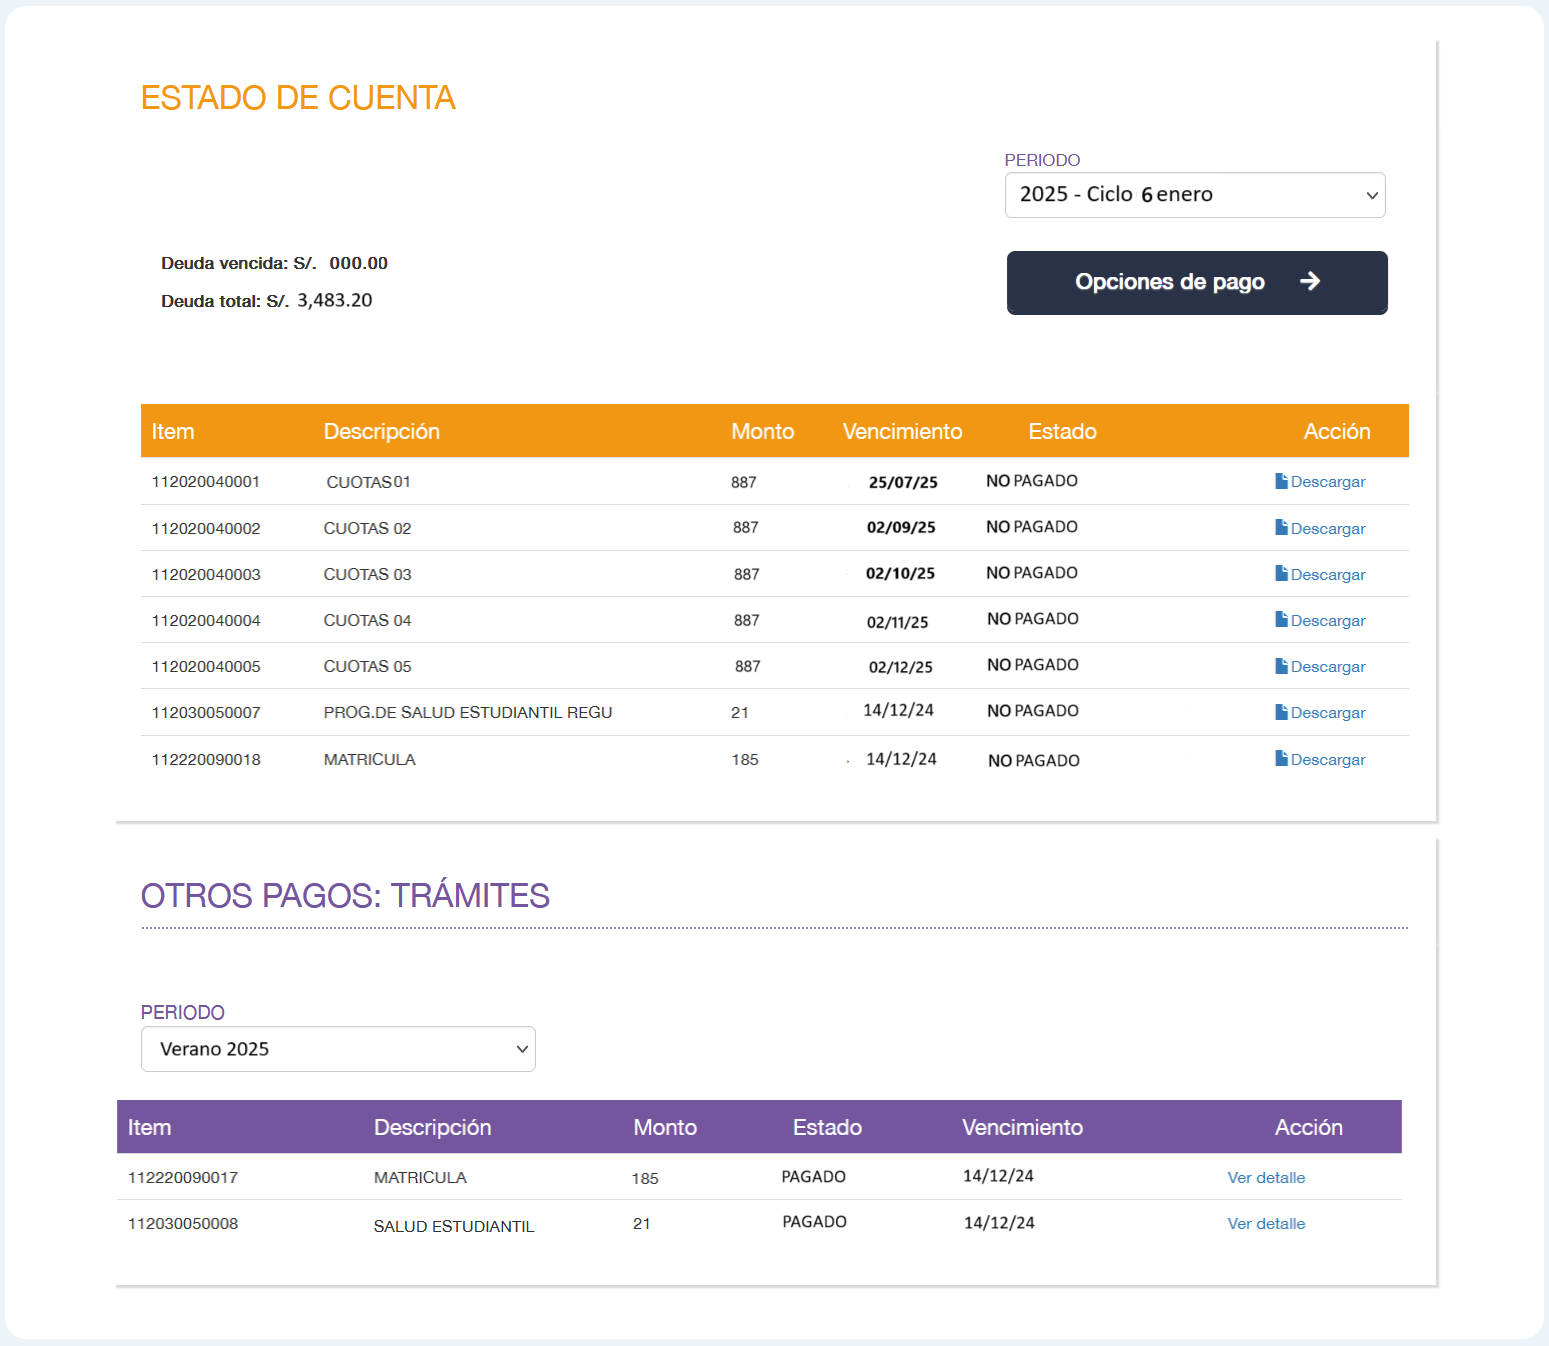 ESTADO DE CUENTA
PERIODO
2025 - Ciclo 6 enero
Deuda vencida: S/. 000.00
Opciones de pago
Deuda total: S/. 3,483.20
Item Descripción Monto Vencimiento Estado Acción
112020040001 CUOTAS 01 887 25/07/25 NO PAGADO Descargar
112020040002 CUOTAS 02 887 02/09/25 NO PAGADO Descargar
112020040003 CUOTAS 03 887 02/10/25 NO PAGADO Descargar
112020040004 CUOTAS 04 887 02/11/25 NO PAGADO Descargar
112020040005 CUOTAS 05 887 02/12/25 NO PAGADO Descargar
112030050007 PROG.DE SALUD ESTUDIANTIL REGU 21 14/12/24 NO PAGADO Descargar
112220090018 MATRICULA 185 14/12/24 NO PAGADO Descargar
OTROS PAGOS: TRÁMITES
PERIODO
Verano 2025
Item Descripción Monto Estado Vencimiento Acción
112220090017 MATRICULA 185 PAGADO 14/12/24 Ver detalle
112030050008 SALUD ESTUDIANTIL 21 PAGADO 14/12/24 Ver detalle